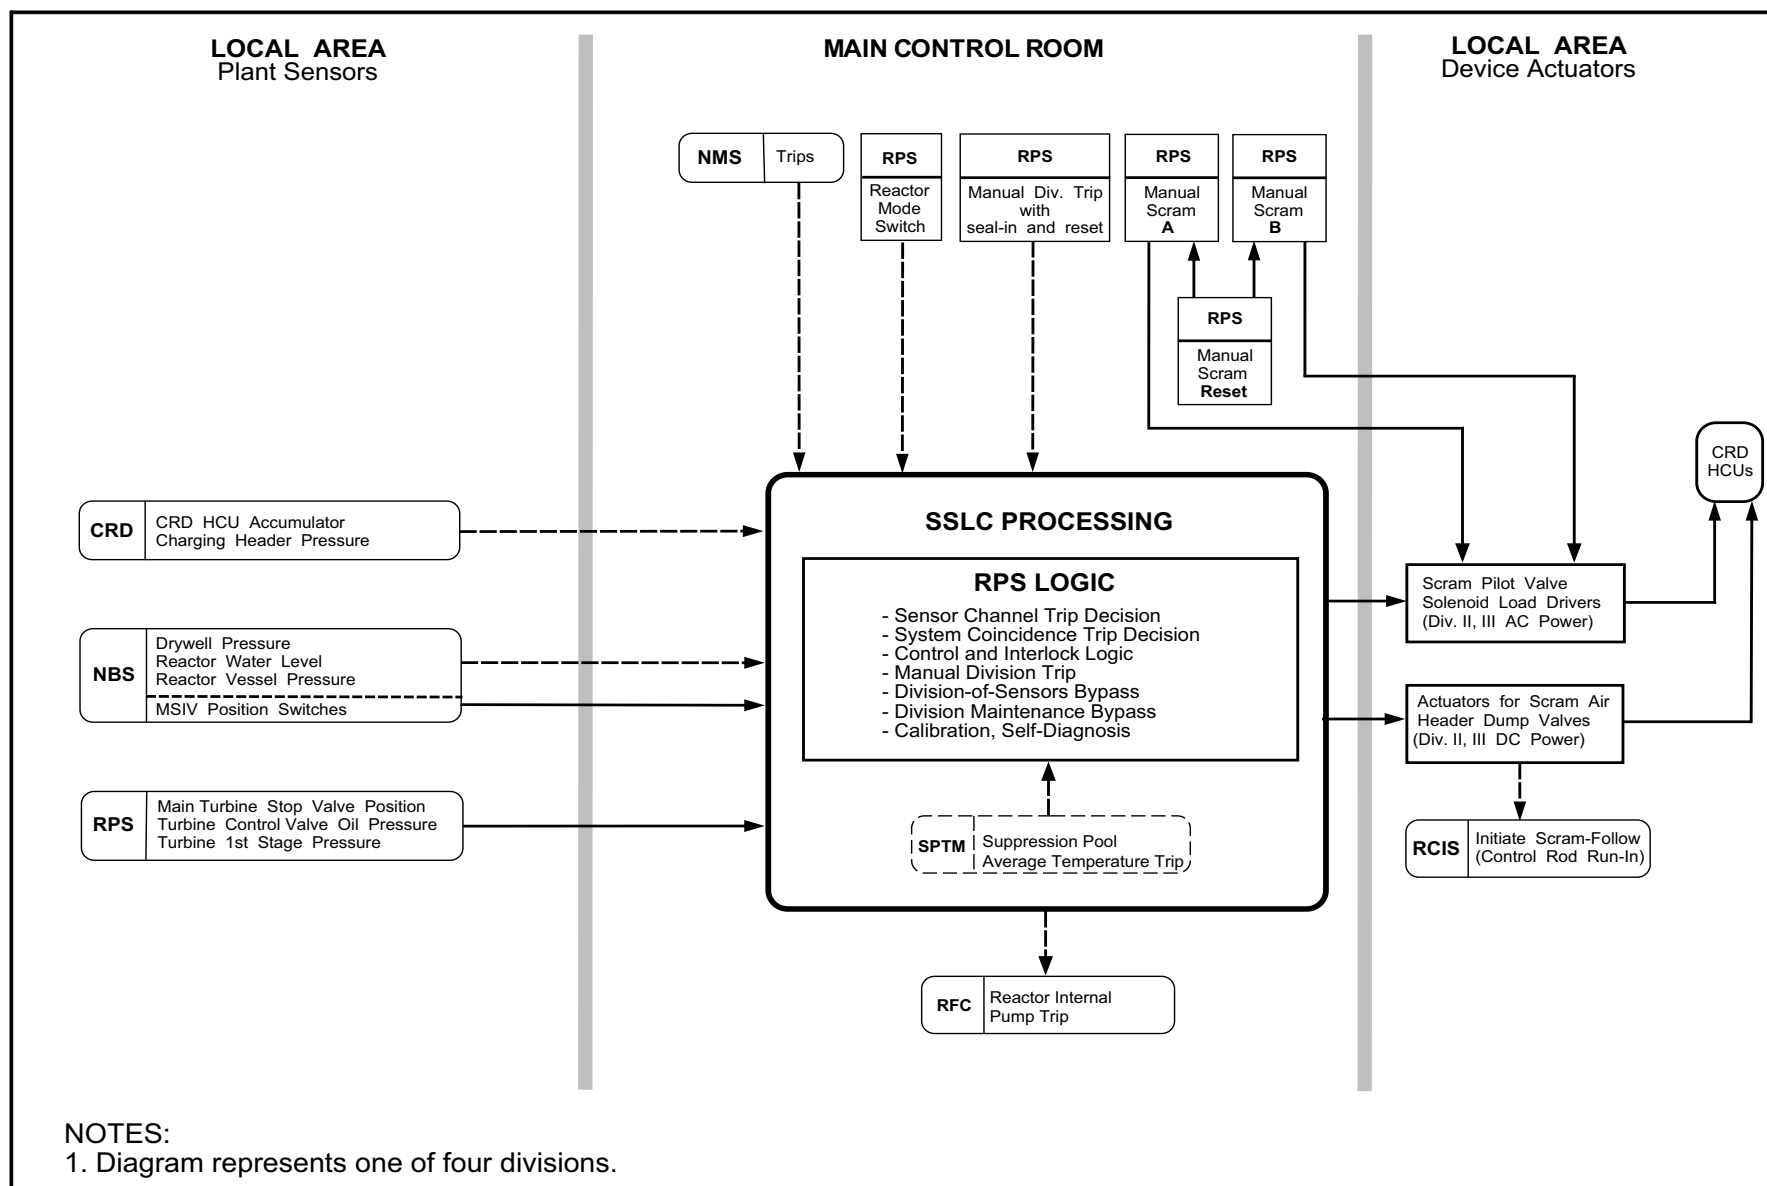 LOCAL AREA
Plant Sensors
MAIN CONTROL ROOM
LOCAL AREA
Device Actuators
NMS
Trips
RPS
Reactor
Mode
Switch
RPS
Manual Div. Trip
with
seal-in and reset
RPS
Manual
Scram
A
RPS
Manual
Scram
B
RPS
Manual
Scram
Reset
CRD
HCUs
CRD
CRD HCU Accumulator
Charging Header Pressure
NBS
Drywell Pressure
Reactor Water Level
Reactor Vessel Pressure
MSIV Position Switches
RPS
Main Turbine Stop Valve Position
Turbine Control Valve Oil Pressure
Turbine 1st Stage Pressure
SSLC PROCESSING
RPS LOGIC
- Sensor Channel Trip Decision
- System Coincidence Trip Decision
- Control and Interlock Logic
- Manual Division Trip
- Division-of-Sensors Bypass
- Division Maintenance Bypass
- Calibration, Self-Diagnosis
SPTM
Suppression Pool
Average Temperature Trip
Scram Pilot Valve
Solenoid Load Drivers
(Div. II, III AC Power)
Actuators for Scram Air
Header Dump Valves
(Div. II, III DC Power)
RCIS
Initiate Scram-Follow
(Control Rod Run-In)
RFC
Reactor Internal
Pump Trip
NOTES:
1. Diagram represents one of four divisions.